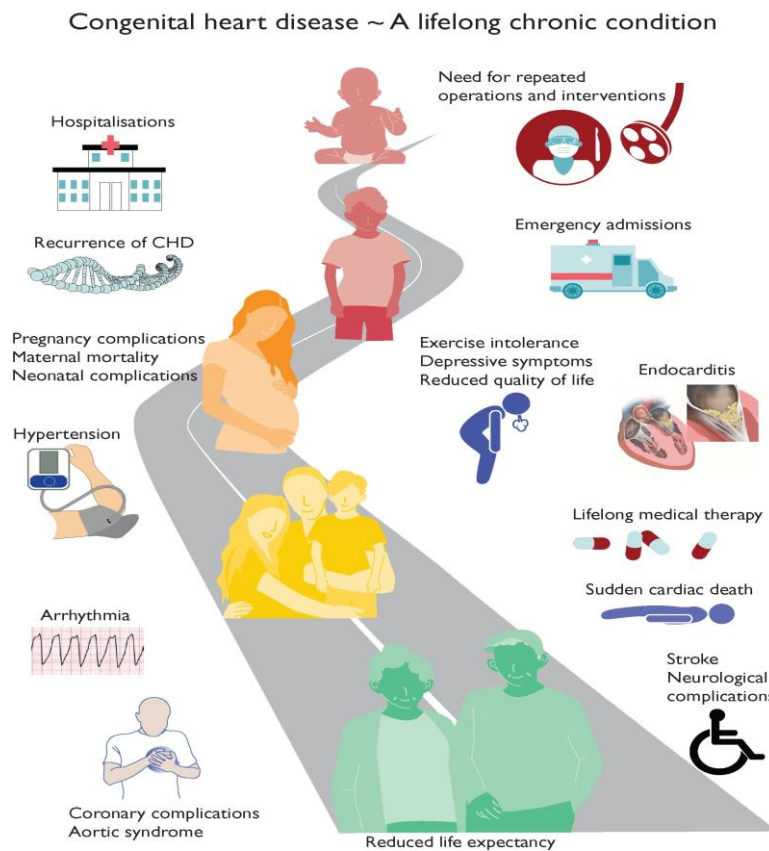 Congenital heart disease ~ A lifelong chronic condition
Need for repeated
operations and interventions
Hospitalisations
Emergency admissions
Recurrence of CHD
Pregnancy complications
Maternal mortality
Neonatal complications
Exercise intolerance
Depressive symptoms
Reduced quality of life
Endocarditis
Hypertension
Lifelong medical therapy
Sudden cardiac death
Arrhythmia
Stroke
Neurological
complications
Coronary complications
Aortic syndrome
Reduced life expectancy